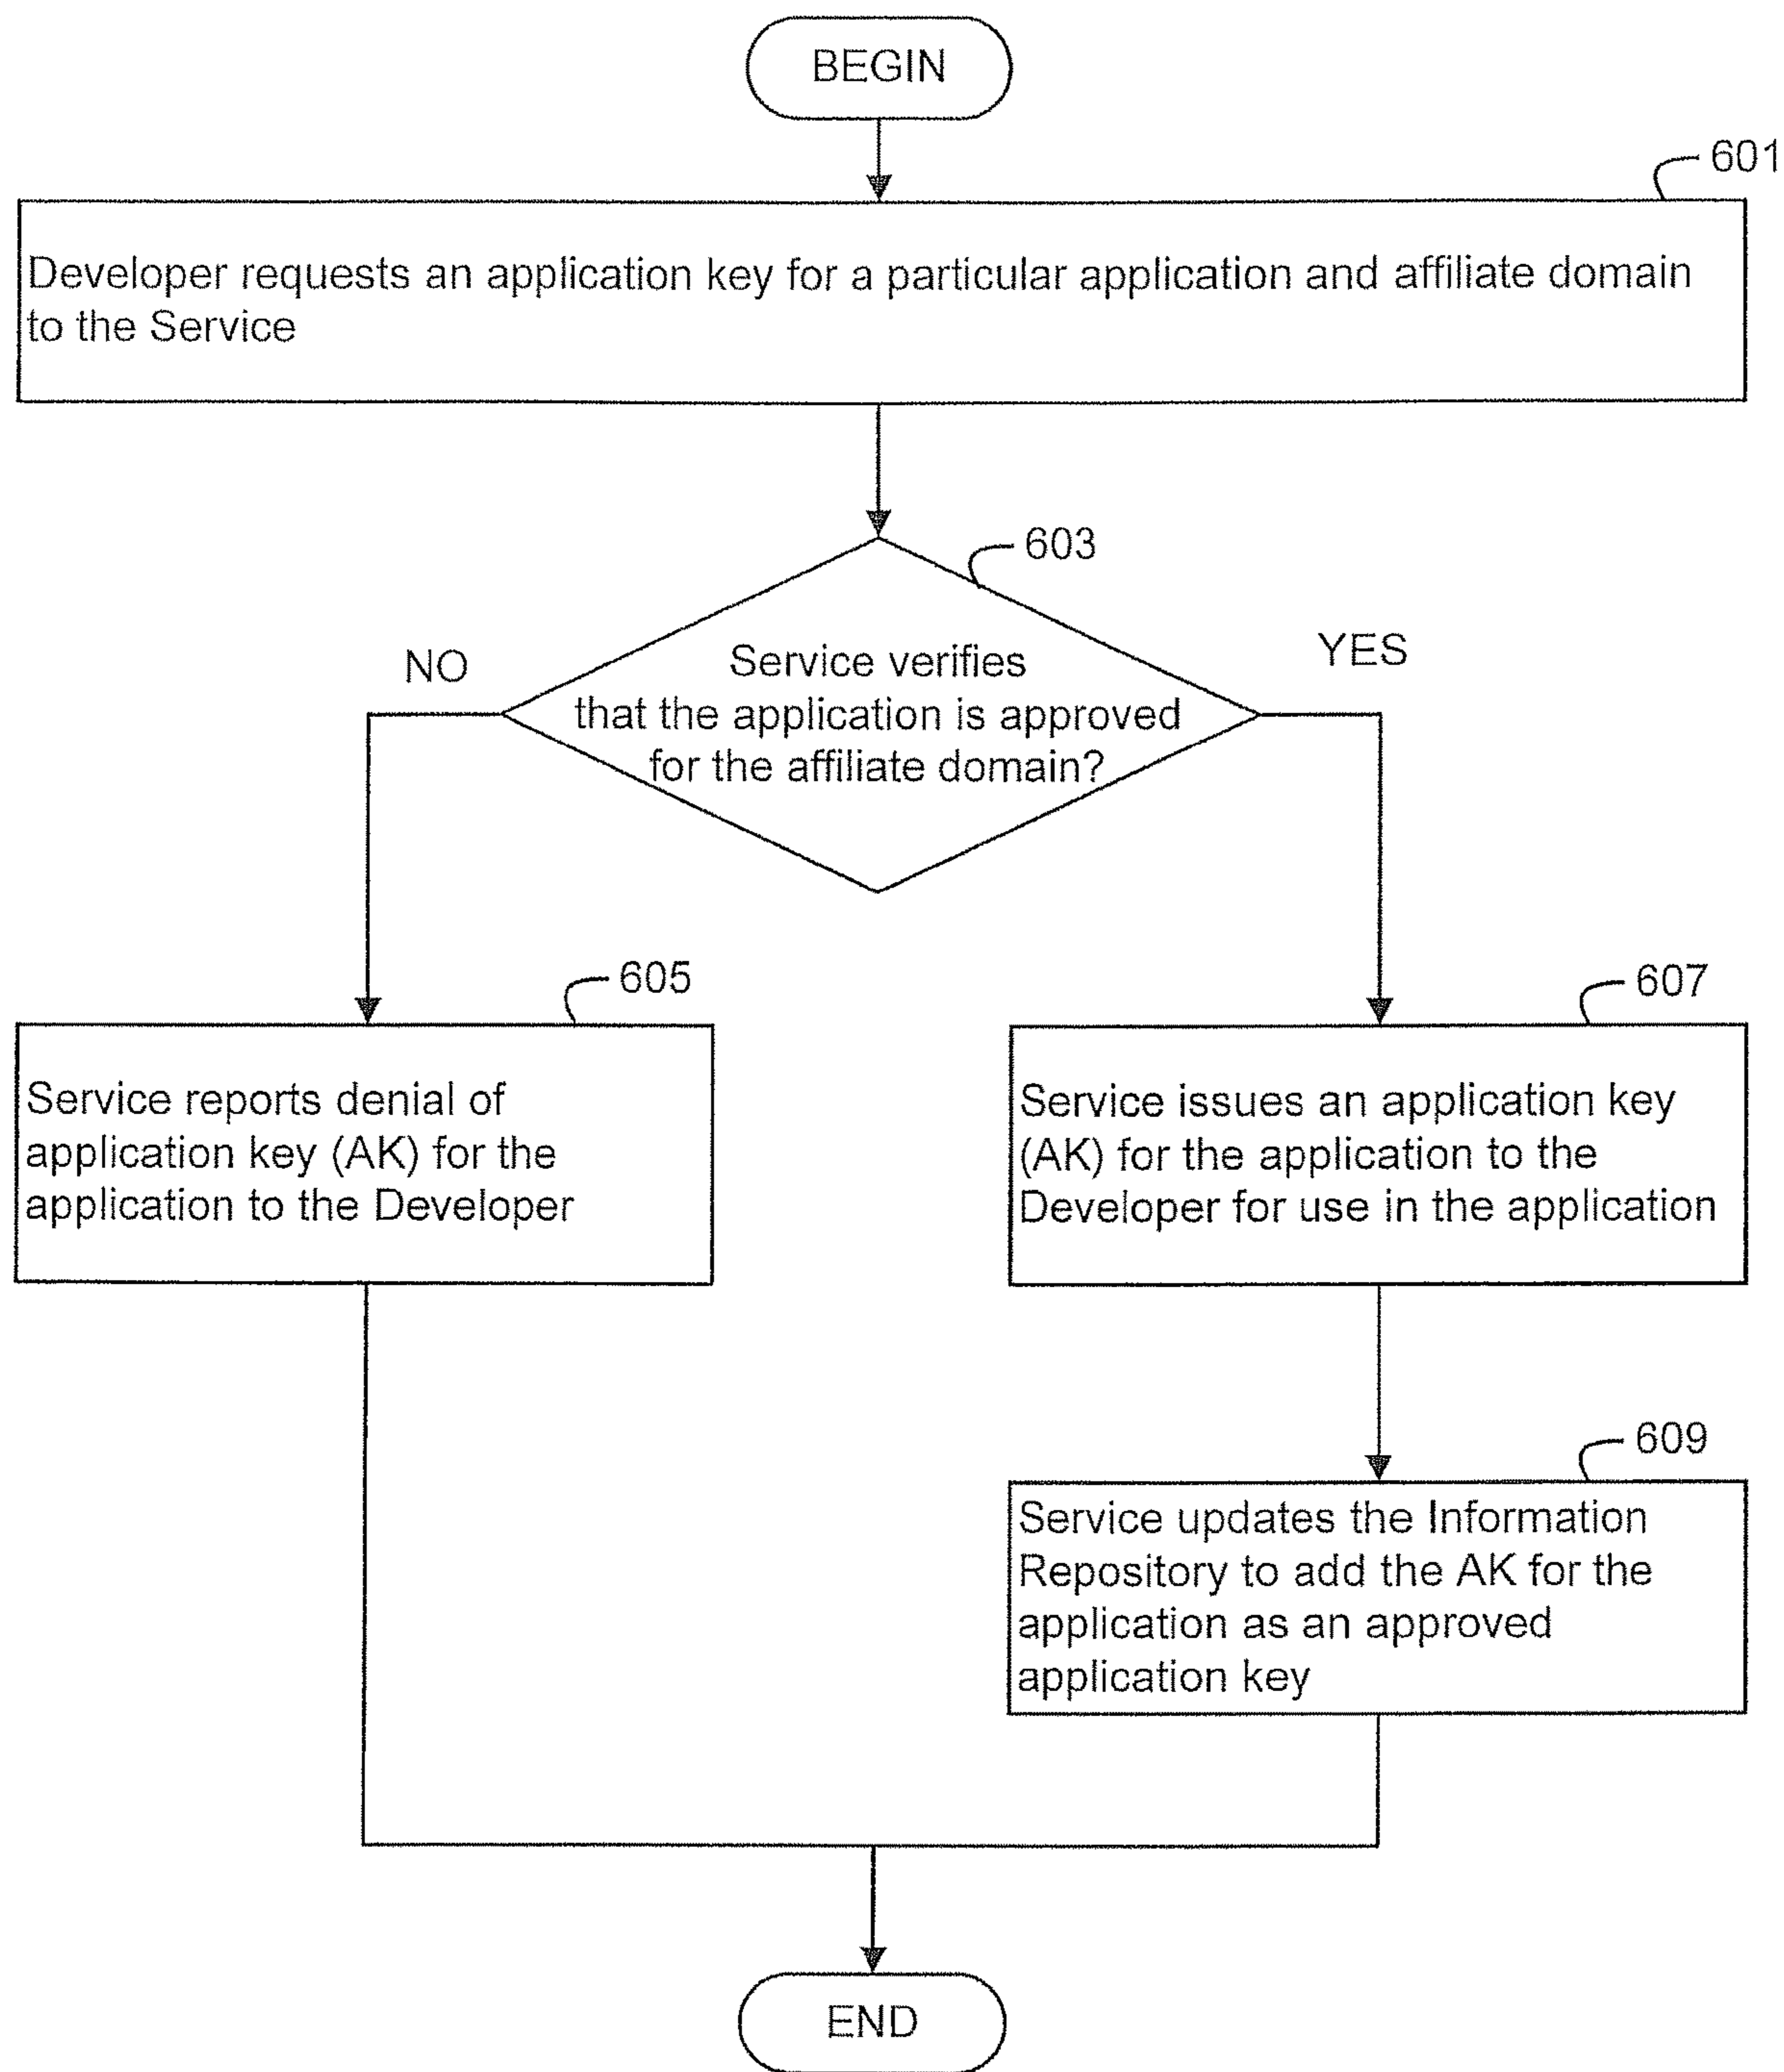 BEGIN
601
Developer requests an application key for a particular application and affiliate domain
to the Service
603
NO
YES
Service verifies
that the application is approved
for the affiliate domain?
605
607
Service reports denial of
application key (AK) for the
application to the Developer
Service issues an application key
(AK) for the application to the
Developer for use in the application
609
Service updates the Information
Repository to add the AK for the
application as an approved
application key
END